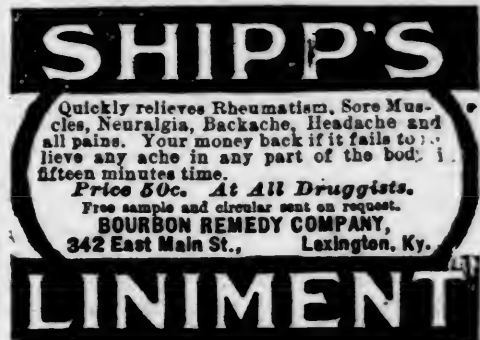 SHIPP'S
Quickly relieves Rheumatism, Sore Mus-
cles, Neuralgia, Backache, Headache and
all pains. Your money back if it fails to
lieve any ache in any part of the body
fifteen minutes time.
Price 50c. At All Druggists.
Free sample and circular sent on request.
BOURBON REMEDY COMPANY,
342 East Main St., Lexington, Ky.
LINIMENT